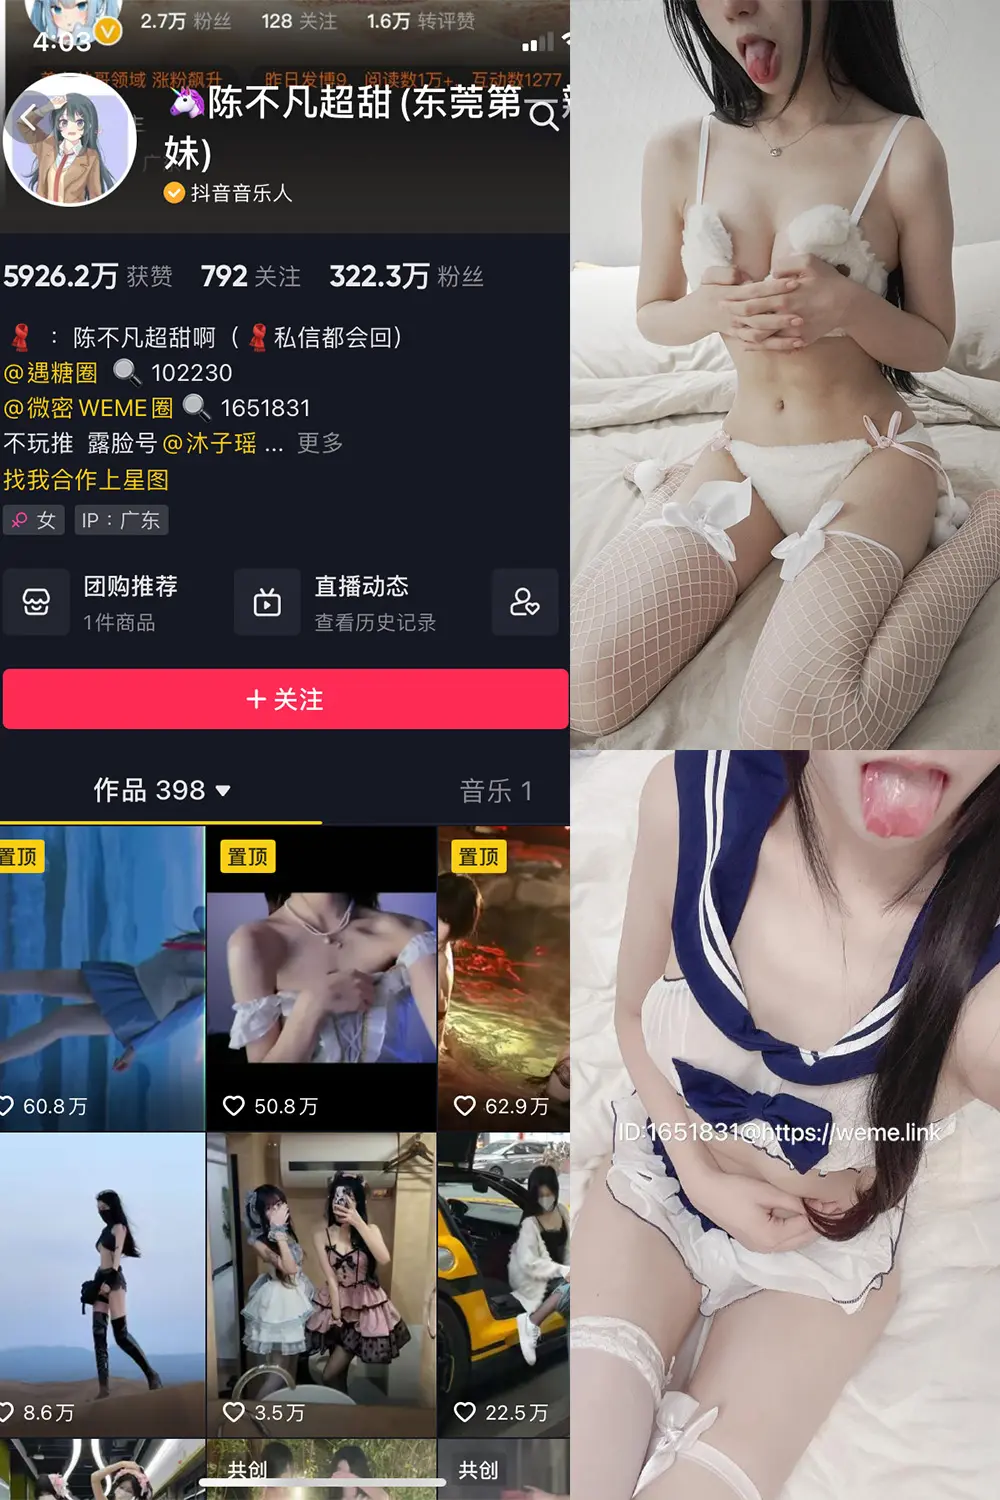 2.7万 粉丝 128 关注 1.6万 转评赞
4:03
领域 涨粉飙升 昨日发博9 阅读数1万+ 互动数1277
陈不凡超甜 (东莞第一
妹)
抖音音乐人
5926.2万 获赞 792 关注 322.3万 粉丝
： 陈不凡超甜啊（ 私信都会回）
@遇糖圈 102230
@微密WEME圈 1651831
不玩推 露脸号@沐子瑶 ... 更多
找我合作上星图
女 IP：广东
团购推荐 直播动态
1件商品 查看历史记录
+ 关注
作品 398 音乐 1
置顶 置顶 置顶
60.8万 50.8万 62.9万
8.6万 3.5万 22.5万
共创 共创
ID:1651831@https://weme.link